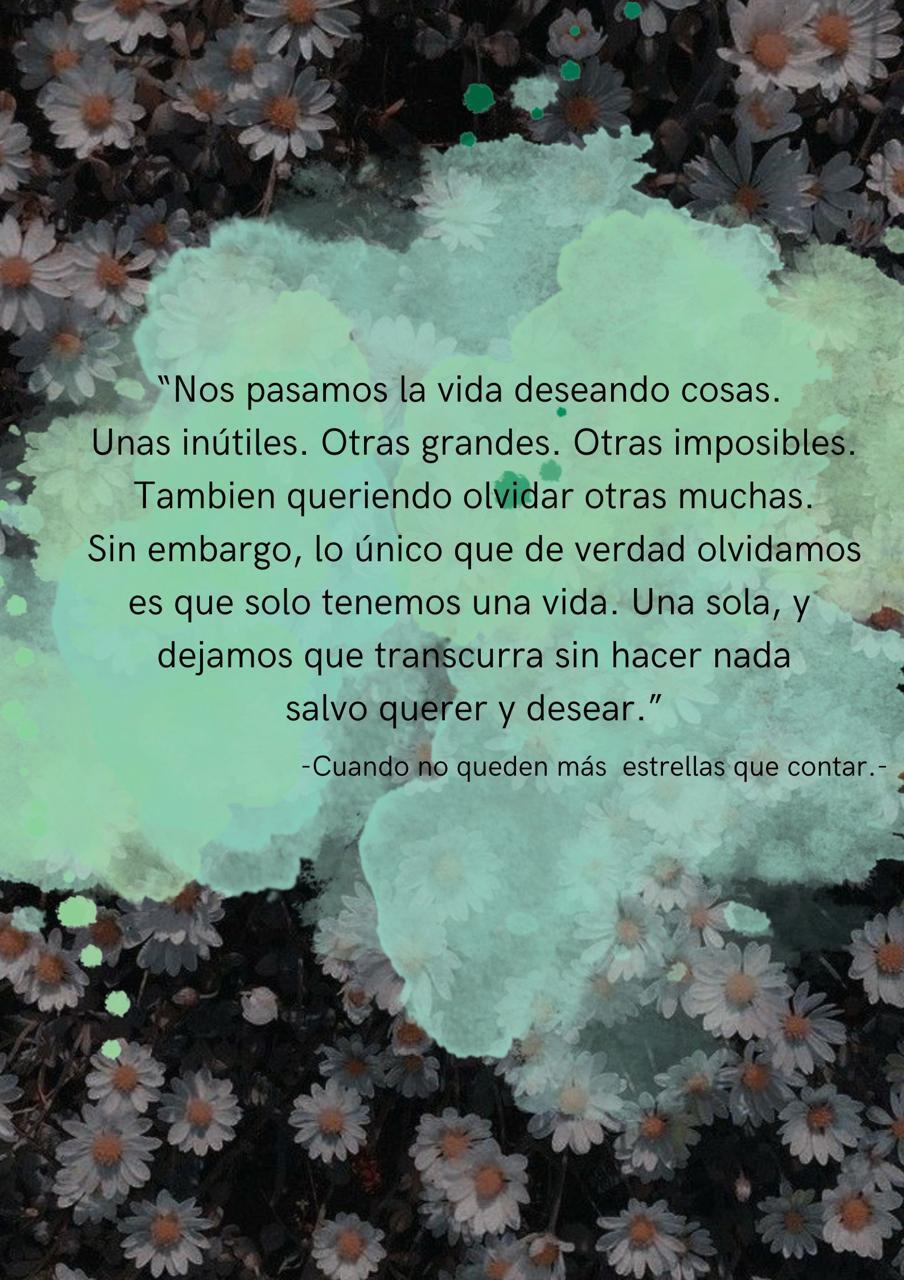 “Nos pasamos la vida deseando cosas.
Unas inútiles. Otras grandes. Otras imposibles.
Tambien queriendo olvidar otras muchas.
Sin embargo, lo único que de verdad olvidamos
es que solo tenemos una vida. Una sola, y
dejamos que transcurra sin hacer nada
salvo querer y desear.”
-Cuando no queden más estrellas que contar.-